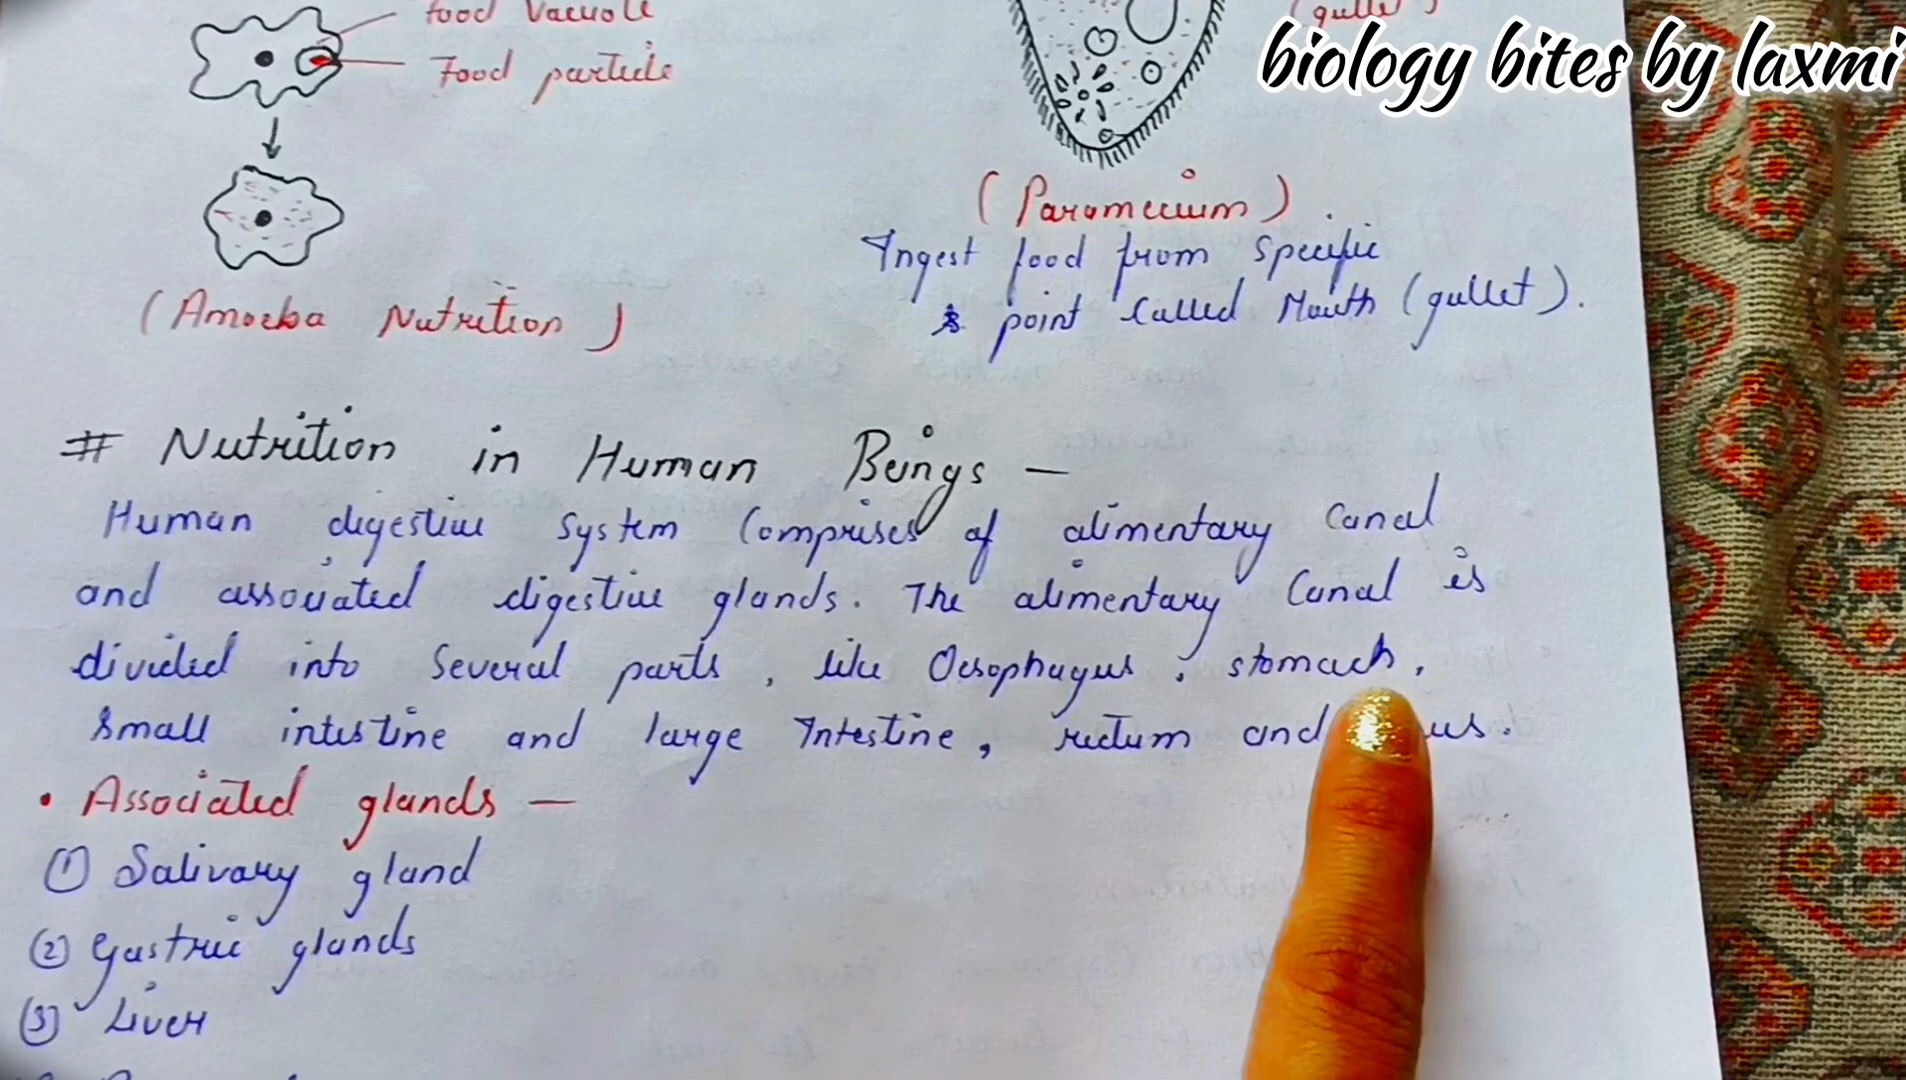 food vacuole
(gullet)
biology bites by laxmi
Food particle
(Paramecium)
Ingest food from specific
point called Mouth (gullet).
(Amoeba Nutrition)
# Nutrition in Human Beings —
Human digestive system comprises of alimentary canal
and associated digestive glands. The alimentary canal is
divided into several parts, like Oesophagus, stomach,
small intestine and large Intestine, rectum and us.
• Associated glands —
(1) Salivary gland
(2) gastric glands
(3) Liver